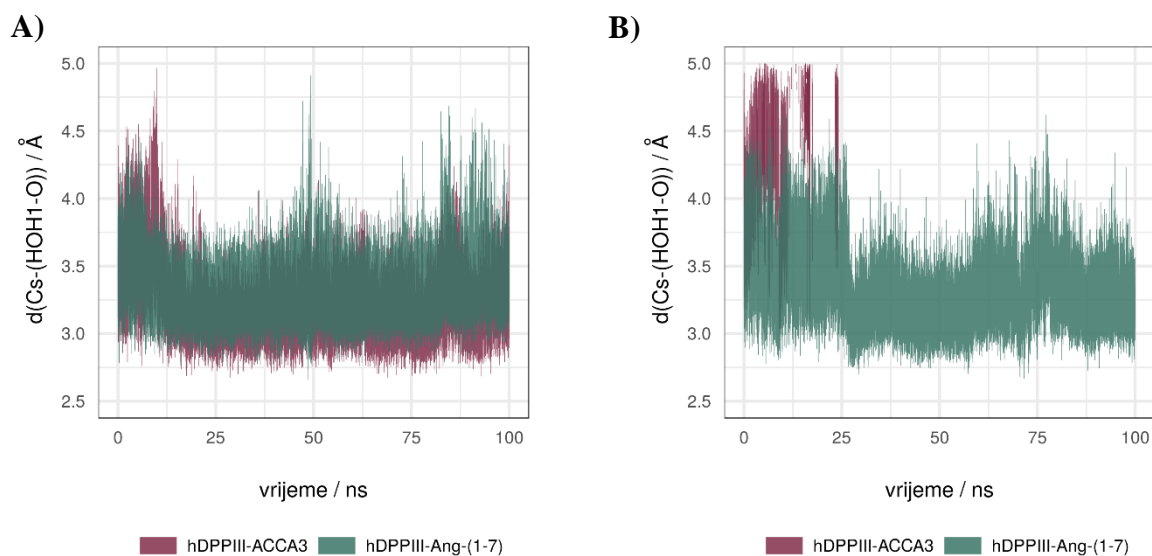 A)
B)
d(Cs-(HOH1-O)) / Å
5.0
4.5
4.0
3.5
3.0
2.5
0
25
50
75
100
vrijeme / ns
hDPPIII-ACCA3
hDPPIII-Ang-(1-7)
d(Cs-(HOH1-O)) / Å
5.0
4.5
4.0
3.5
3.0
2.5
0
25
50
75
100
vrijeme / ns
hDPPIII-ACCA3
hDPPIII-Ang-(1-7)